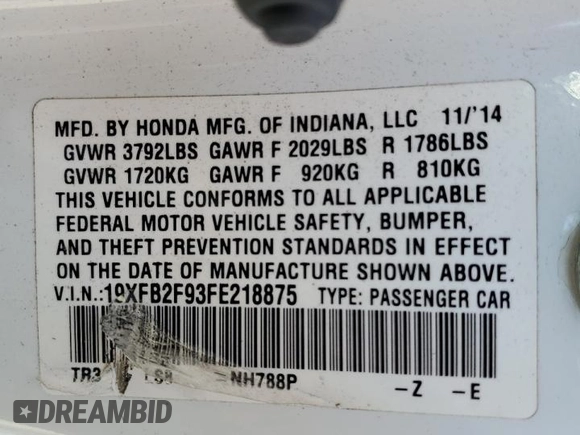 MFD. BY HONDA MFG. OF INDIANA, LLC 11/'14
GVWR 3792LBS GAWR F 2029LBS R 1786LBS
GVWR 1720KG GAWR F 920KG R 810KG
THIS VEHICLE CONFORMS TO ALL APPLICABLE
FEDERAL MOTOR VEHICLE SAFETY, BUMPER,
AND THEFT PREVENTION STANDARDS IN EFFECT
ON THE DATE OF MANUFACTURE SHOWN ABOVE.
V.I.N.:19XFB2F93FE218875 TYPE: PASSENGER CAR
TR3 NH788P –Z –E
DREAMBID